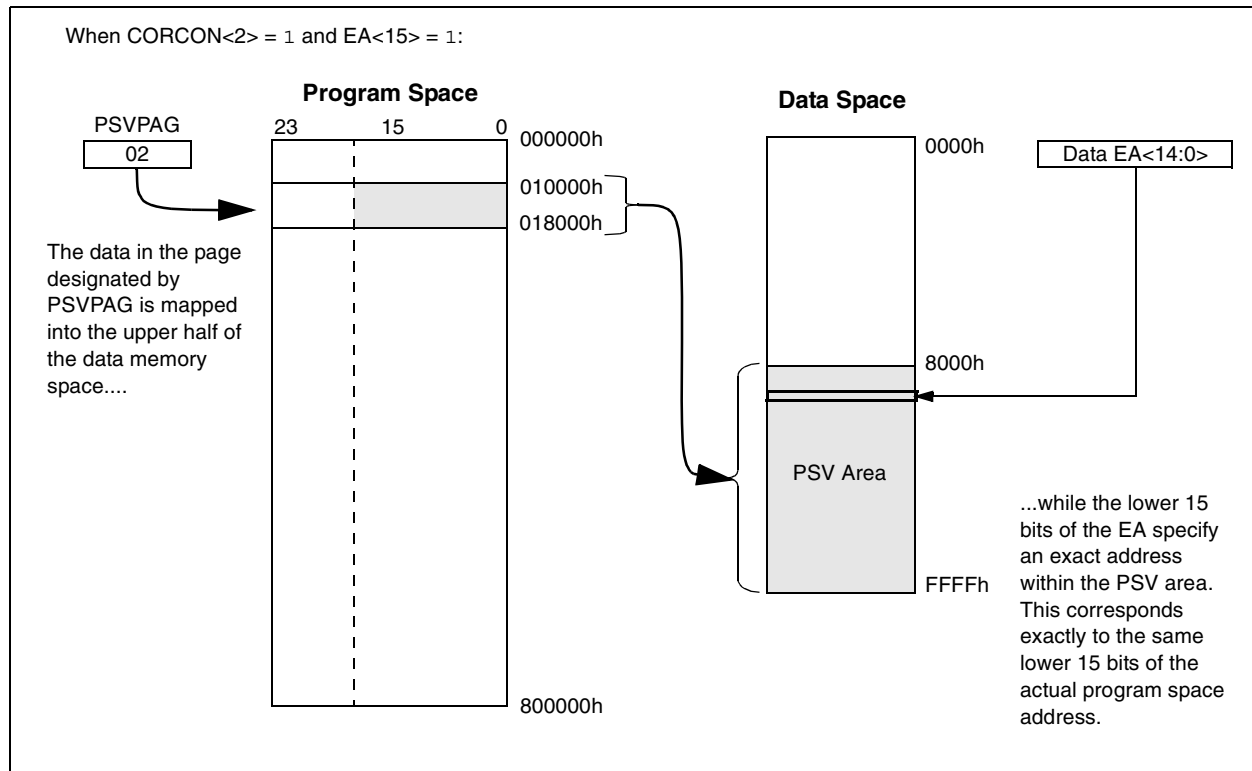 When CORCON<2> = 1 and EA<15> = 1:
Program Space
Data Space
PSVPAG
02
23 15 0
000000h
010000h
018000h
800000h
The data in the page
designated by
PSVPAG is mapped
into the upper half of
the data memory
space....
0000h
8000h
FFFFh
PSV Area
Data EA<14:0>
...while the lower 15
bits of the EA specify
an exact address
within the PSV area.
This corresponds
exactly to the same
lower 15 bits of the
actual program space
address.